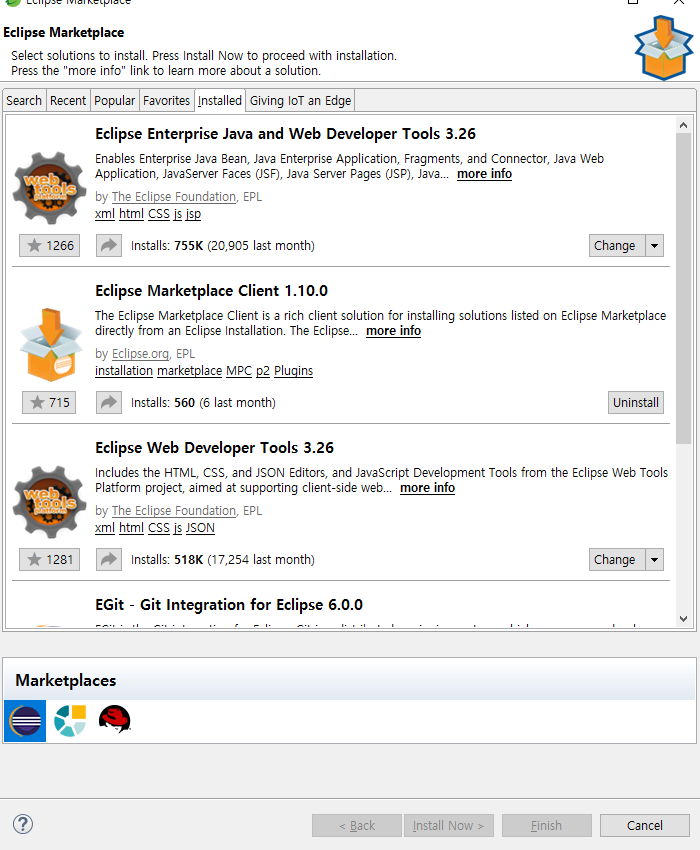 Eclipse Marketplace
Eclipse Marketplace
Select solutions to install. Press Install Now to proceed with installation.
Press the "more info" link to learn more about a solution.
Search Recent Popular Favorites Installed Giving IoT an Edge
Eclipse Enterprise Java and Web Developer Tools 3.26
Enables Enterprise Java Bean, Java Enterprise Application, Fragments, and Connector, Java Web
Application, JavaServer Faces (JSF), Java Server Pages (JSP), Java... more info
web tools platform
by The Eclipse Foundation, EPL
xml html CSS js jsp
1266 Installs: 755K (20,905 last month) Change
Eclipse Marketplace Client 1.10.0
The Eclipse Marketplace Client is a rich client solution for installing solutions listed on Eclipse Marketplace
directly from an Eclipse Installation. The Eclipse... more info
by Eclipse.org, EPL
installation marketplace MPC p2 Plugins
715 Installs: 560 (6 last month) Uninstall
Eclipse Web Developer Tools 3.26
Includes the HTML, CSS, and JSON Editors, and JavaScript Development Tools from the Eclipse Web Tools
Platform project, aimed at supporting client-side web... more info
web tools platform
by The Eclipse Foundation, EPL
xml html CSS js JSON
1281 Installs: 518K (17,254 last month) Change
EGit - Git Integration for Eclipse 6.0.0
Marketplaces
? < Back Install Now > Finish Cancel